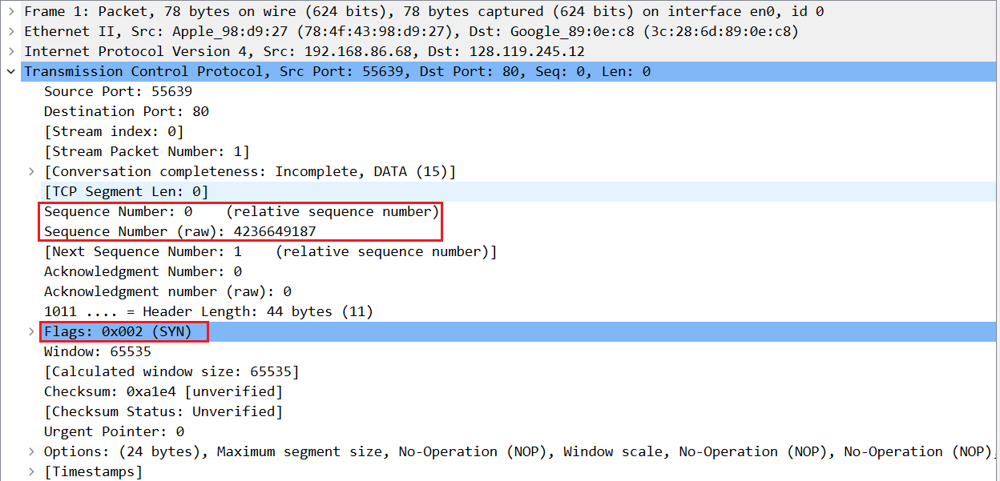 Frame 1: Packet, 78 bytes on wire (624 bits), 78 bytes captured (624 bits) on interface en0, id 0
Ethernet II, Src: Apple_98:d9:27 (78:4f:43:98:d9:27), Dst: Google_89:0e:c8 (3c:28:6d:89:0e:c8)
Internet Protocol Version 4, Src: 192.168.86.68, Dst: 128.119.245.12
Transmission Control Protocol, Src Port: 55639, Dst Port: 80, Seq: 0, Len: 0
Source Port: 55639
Destination Port: 80
[Stream index: 0]
[Stream Packet Number: 1]
[Conversation completeness: Incomplete, DATA (15)]
[TCP Segment Len: 0]
Sequence Number: 0    (relative sequence number)
Sequence Number (raw): 4236649187
[Next Sequence Number: 1    (relative sequence number)]
Acknowledgment Number: 0
Acknowledgment number (raw): 0
1011 .... = Header Length: 44 bytes (11)
Flags: 0x002 (SYN)
Window: 65535
[Calculated window size: 65535]
Checksum: 0xa1e4 [unverified]
[Checksum Status: Unverified]
Urgent Pointer: 0
Options: (24 bytes), Maximum segment size, No-Operation (NOP), Window scale, No-Operation (NOP), No-Operation (NOP),
[Timestamps]